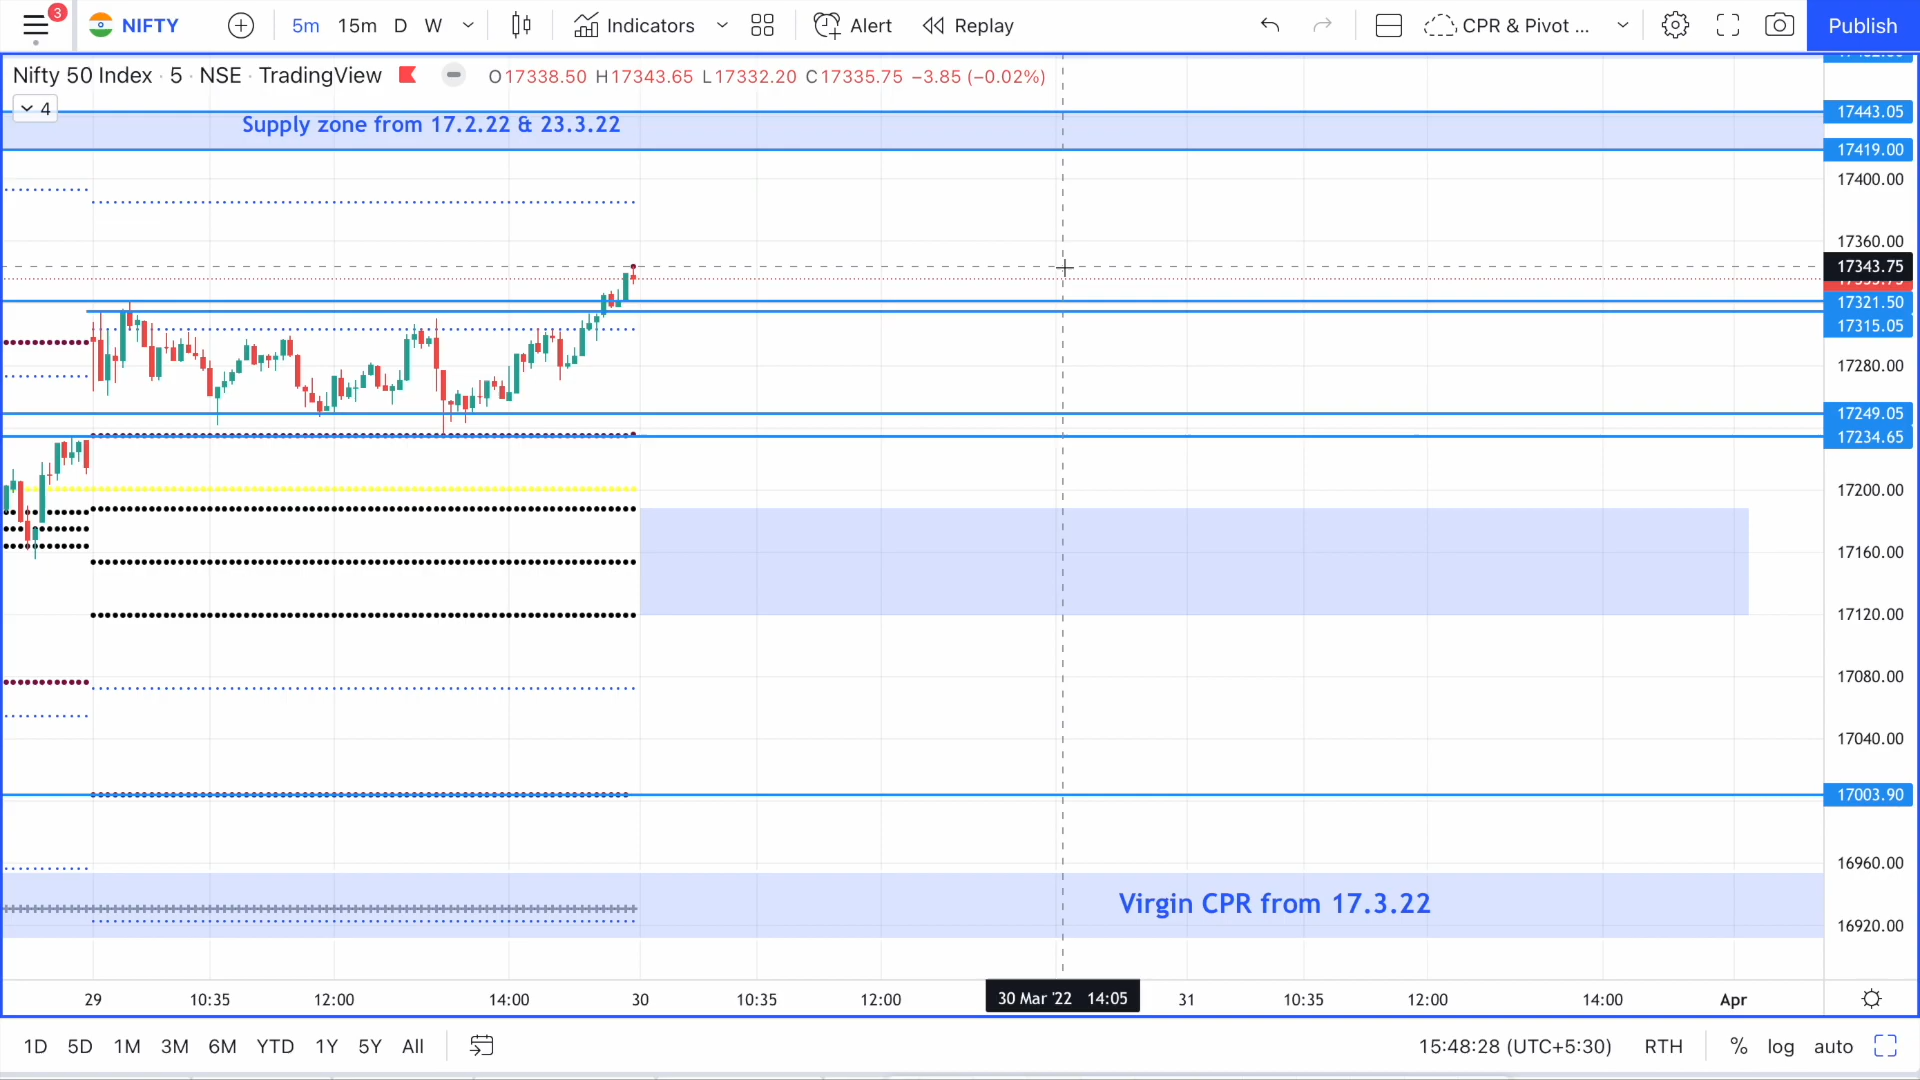 3
NIFTY
5m 15m D W
Indicators
Alert
Replay
CPR & Pivot ...
Publish
Nifty 50 Index · 5 · NSE · TradingView
O17338.50 H17343.65 L17332.20 C17335.75 −3.85 (−0.02%)
4
Supply zone from 17.2.22 & 23.3.22
17443.05
17419.00
17400.00
17360.00
17343.75
17321.50
17315.05
17280.00
17249.05
17234.65
17200.00
17160.00
17120.00
17080.00
17040.00
17003.90
16960.00
Virgin CPR from 17.3.22
16920.00
29 10:35 12:00 14:00 30 10:35 12:00 30 Mar '22 14:05 31 10:35 12:00 14:00 Apr
1D 5D 1M 3M 6M YTD 1Y 5Y All
15:48:28 (UTC+5:30) RTH % log auto